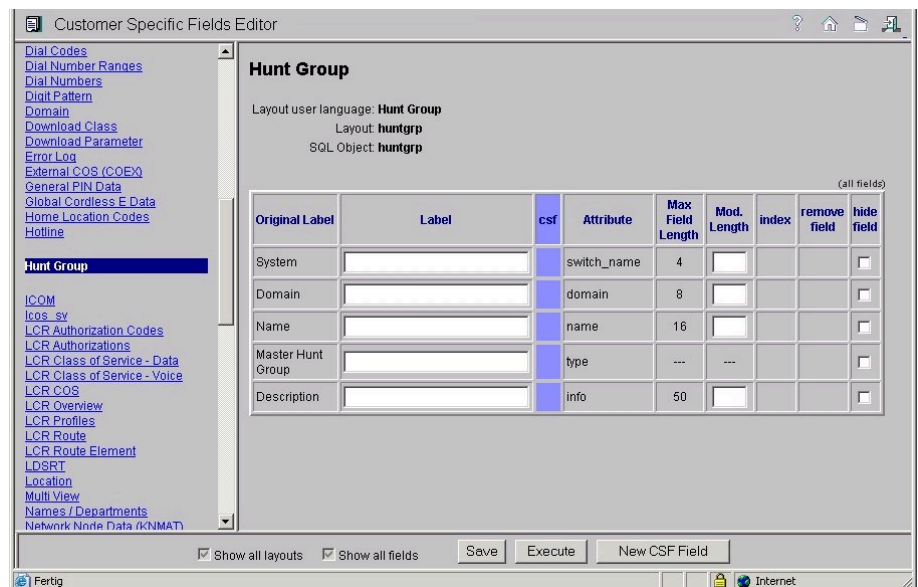 Customer Specific Fields Editor
Dial Codes
Dial Number Ranges
Dial Numbers
Digit Pattern
Domain
Download Class
Download Parameter
Error Log
External COS (COEX)
General PIN Data
Global Cordless E Data
Home Location Codes
Hotline
Hunt Group
ICOM
Icos_sv
LCR Authorization Codes
LCR Authorizations
LCR Class of Service - Data
LCR Class of Service - Voice
LCR COS
LCR Overview
LCR Profiles
LCR Route
LCR Route Element
LDSRT
Location
Multi View
Names / Departments
Network Node Data (KNMAT)
Hunt Group
Layout user language: Hunt Group
Layout: huntgrp
SQL Object: huntgrp
(all fields)
Original Label Label csf Attribute Max Field Length Mod. Length index remove field hide field
System switch_name 4
Domain domain 8
Name name 16
Master Hunt Group type --- ---
Description info 50
Show all layouts Show all fields Save Execute New CSF Field
Fertig Internet